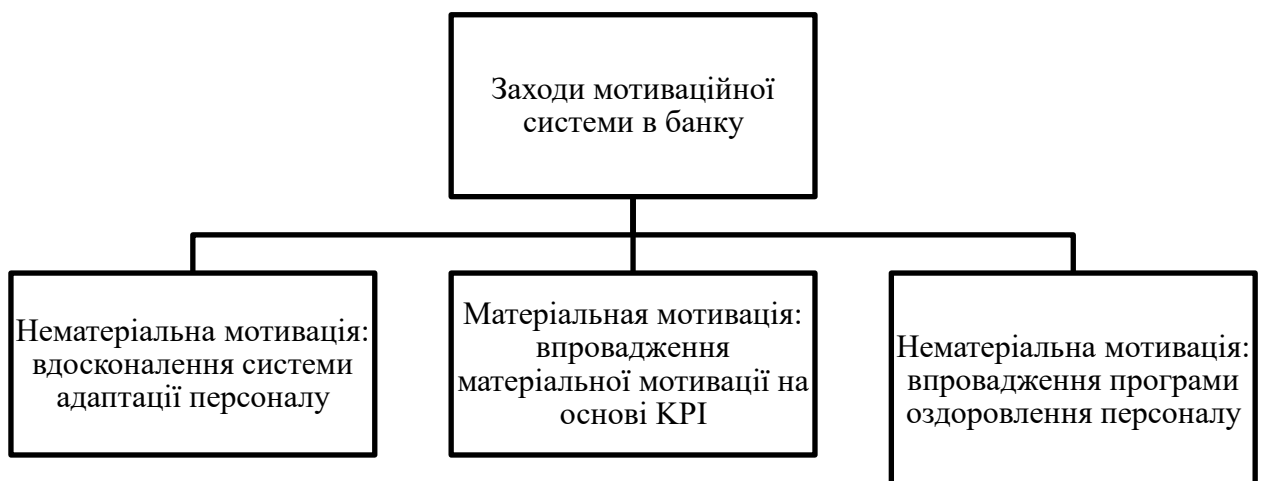 Заходи мотиваційної
системи в банку
Нематеріальна мотивація:
вдосконалення системи
адаптації персоналу
Матеріальная мотивація:
впровадження
матеріальної мотивації на
основі KPI
Нематеріальна мотивація:
впровадження програми
оздоровлення персоналу